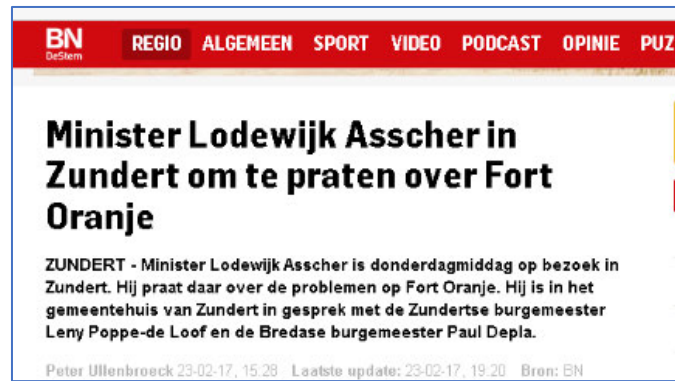 BN
DeStem
REGIO ALGEMEEN SPORT VIDEO PODCAST OPINIE PUZ
Minister Lodewijk Asscher in
Zundert om te praten over Fort
Oranje
ZUNDERT - Minister Lodewijk Asscher is donderdagmiddag op bezoek in
Zundert. Hij praat daar over de problemen op Fort Oranje. Hij is in het
gemeentehuis van Zundert in gesprek met de Zundertse burgemeester
Leny Poppe-de Loof en de Bredase burgemeester Paul Depla.
Peter Ullenbroeck 23-02-17, 15:28 Laatste update: 23-02-17, 19:20 Bron: BN